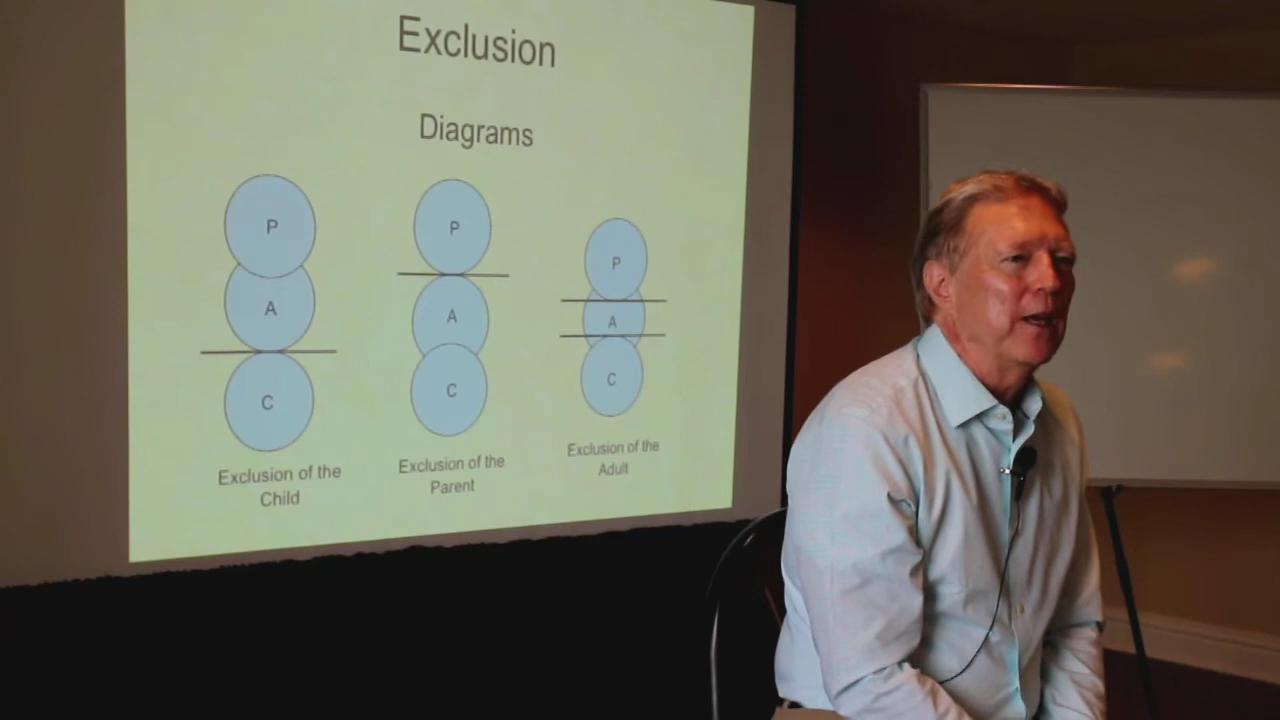 Exclusion
Diagrams
P
A
C
Exclusion of the
Child
P
A
C
Exclusion of the
Parent
P
A
C
Exclusion of the
Adult